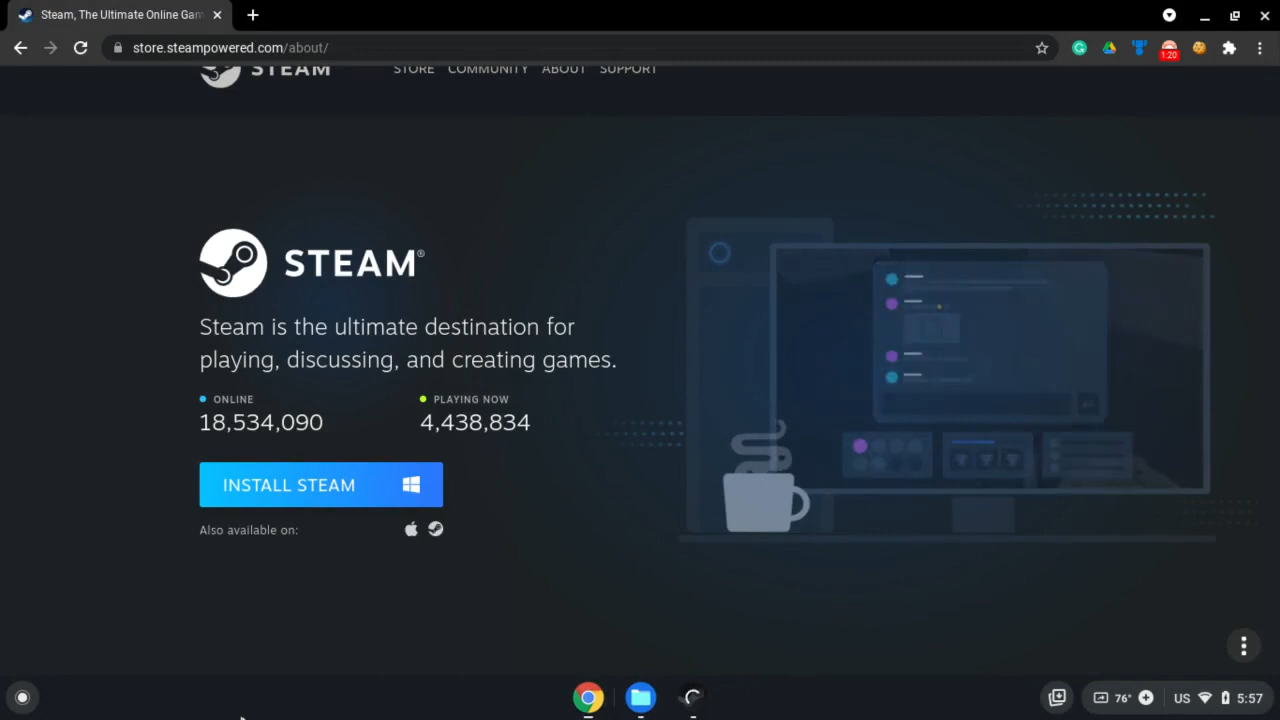 Steam, The Ultimate Online Gam
store.steampowered.com/about/
1:20
STEAM STORE COMMUNITY ABOUT SUPPORT
STEAM®
Steam is the ultimate destination for
playing, discussing, and creating games.
ONLINE PLAYING NOW
18,534,090 4,438,834
INSTALL STEAM
Also available on:
76° US 5:57